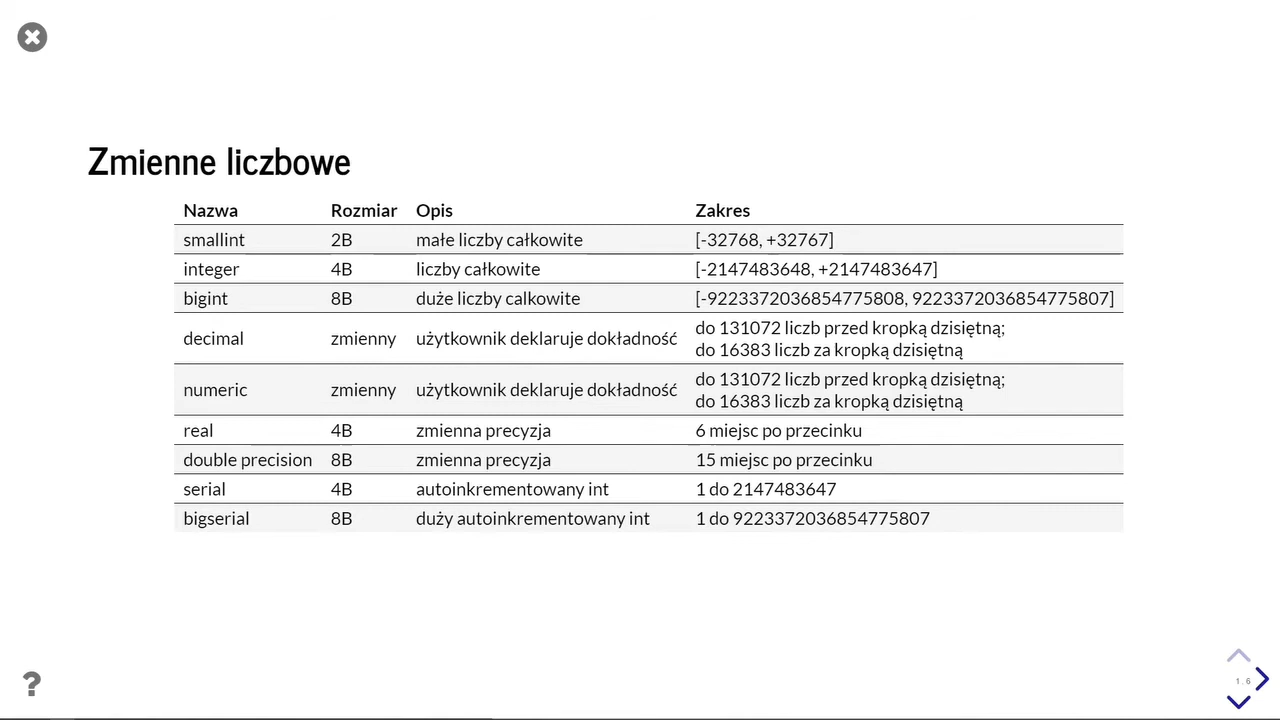 Zmienne liczbowe
Nazwa Rozmiar Opis Zakres
smallint 2B małe liczby całkowite [-32768, +32767]
integer 4B liczby całkowite [-2147483648, +2147483647]
bigint 8B duże liczby calkowite [-9223372036854775808, 9223372036854775807]
decimal zmienny użytkownik deklaruje dokładność do 131072 liczb przed kropką dzisiętną;
do 16383 liczb za kropką dzisiętną
numeric zmienny użytkownik deklaruje dokładność do 131072 liczb przed kropką dzisiętną;
do 16383 liczb za kropką dzisiętną
real 4B zmienna precyzja 6 miejsc po przecinku
double precision 8B zmienna precyzja 15 miejsc po przecinku
serial 4B autoinkrementowany int 1 do 2147483647
bigserial 8B duży autoinkrementowany int 1 do 9223372036854775807
?
1.6